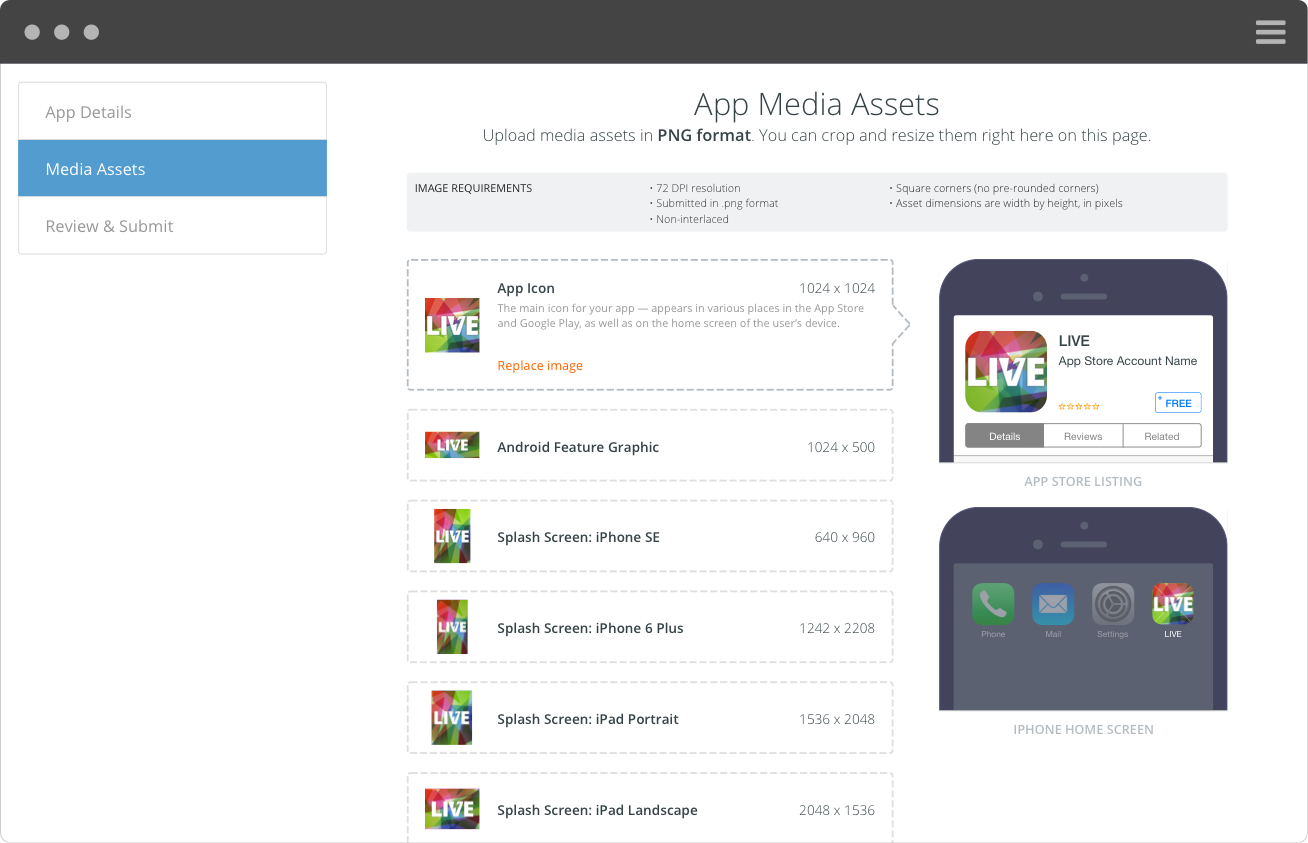 App Details
Media Assets
Review & Submit
App Media Assets
Upload media assets in PNG format. You can crop and resize them right here on this page.
IMAGE REQUIREMENTS
• 72 DPI resolution
• Submitted in .png format
• Non-interlaced
• Square corners (no pre-rounded corners)
• Asset dimensions are width by height, in pixels
LIVE
App Icon 1024 x 1024
The main icon for your app — appears in various places in the App Store
and Google Play, as well as on the home screen of the user's device.
Replace image
LIVE
Android Feature Graphic 1024 x 500
LIVE
Splash Screen: iPhone SE 640 x 960
LIVE
Splash Screen: iPhone 6 Plus 1242 x 2208
LIVE
Splash Screen: iPad Portrait 1536 x 2048
LIVE
Splash Screen: iPad Landscape 2048 x 1536
LIVE
LIVE
App Store Account Name
☆☆☆☆☆
+ FREE
Details Reviews Related
APP STORE LISTING
LIVE
Phone Mail Settings LIVE
IPHONE HOME SCREEN